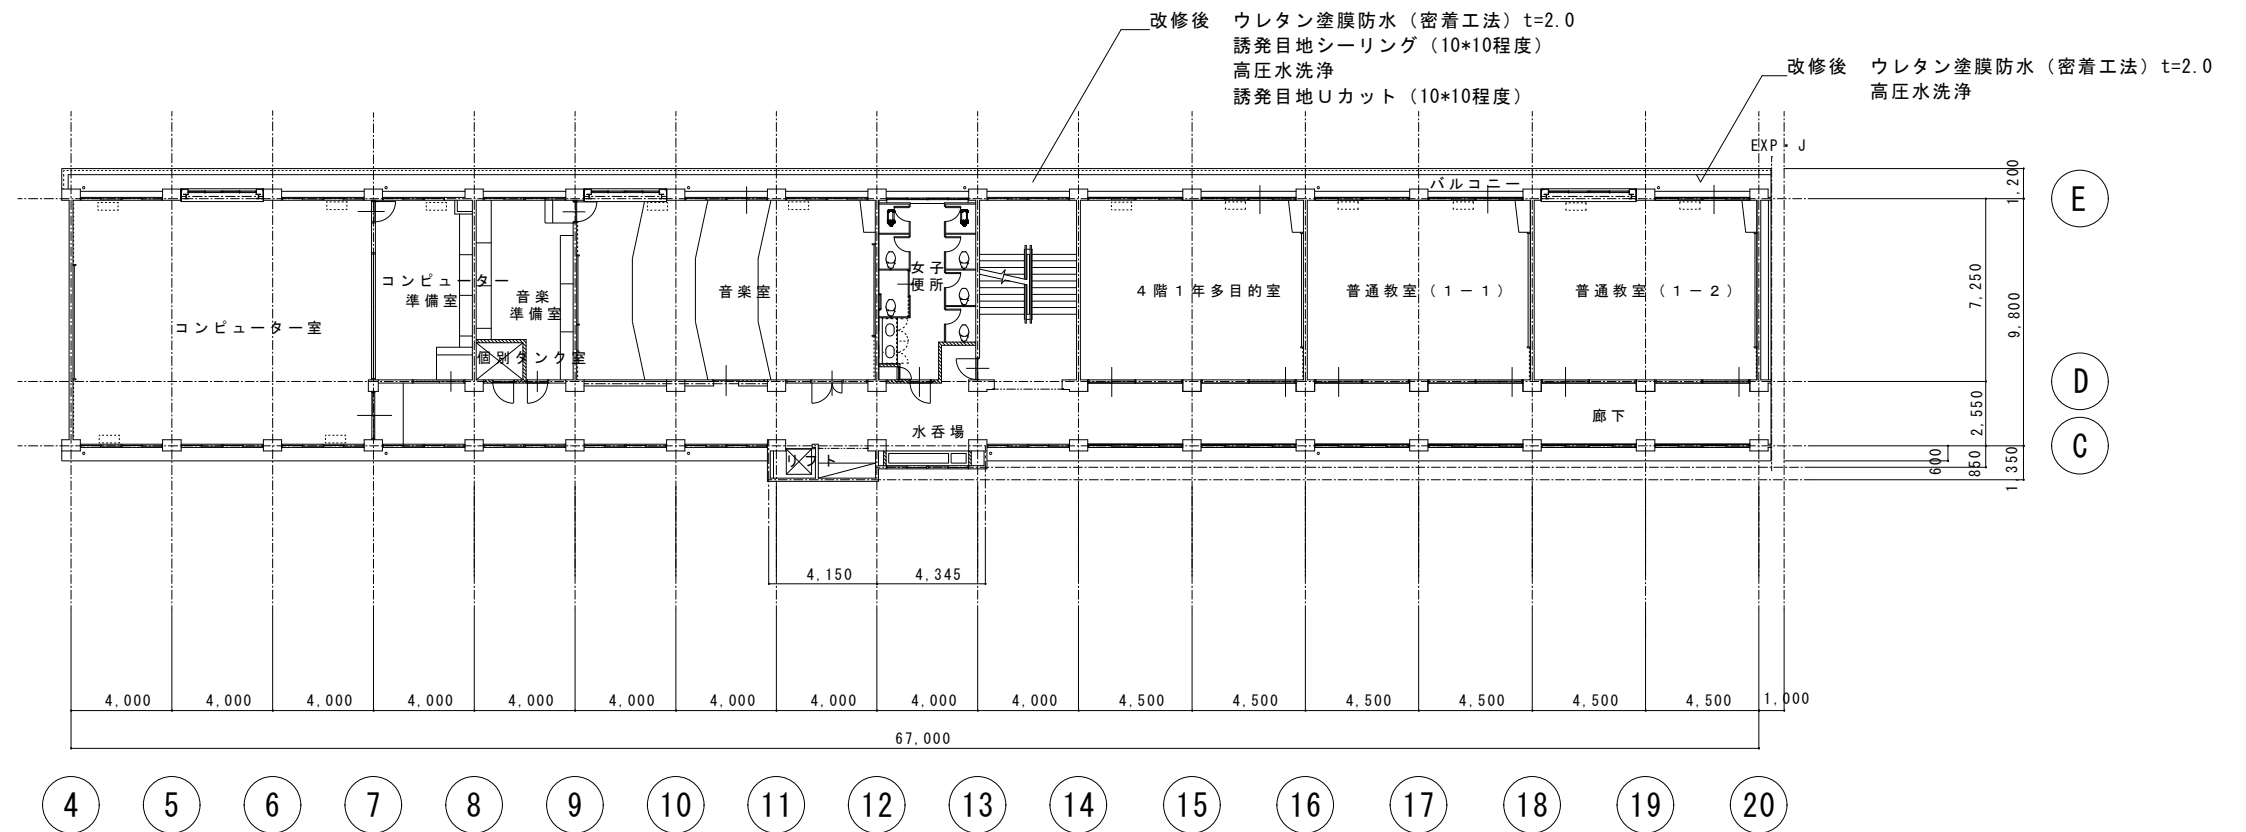 改修後 ウレタン塗膜防水（密着工法）t=2.0
誘発目地シーリング（10*10程度）
高圧水洗浄
誘発目地Ｕカット（10*10程度）
改修後 ウレタン塗膜防水（密着工法）t=2.0
高圧水洗浄
EXP・J
バルコニー
1,200
E
コンピューター室
コンピューター
準備室
音楽
準備室
個別タンク室
音楽室
女子
便所
４階１年多目的室
普通教室（１－１）
普通教室（１－２）
7,250
9,800
D
廊下
2,550
水呑場
C
リフト
600
850
1,350
4,150
4,345
4,000
4,000
4,000
4,000
4,000
4,000
4,000
4,000
4,000
4,000
4,500
4,500
4,500
4,500
4,500
4,500
1,000
67,000
4
5
6
7
8
9
10
11
12
13
14
15
16
17
18
19
20